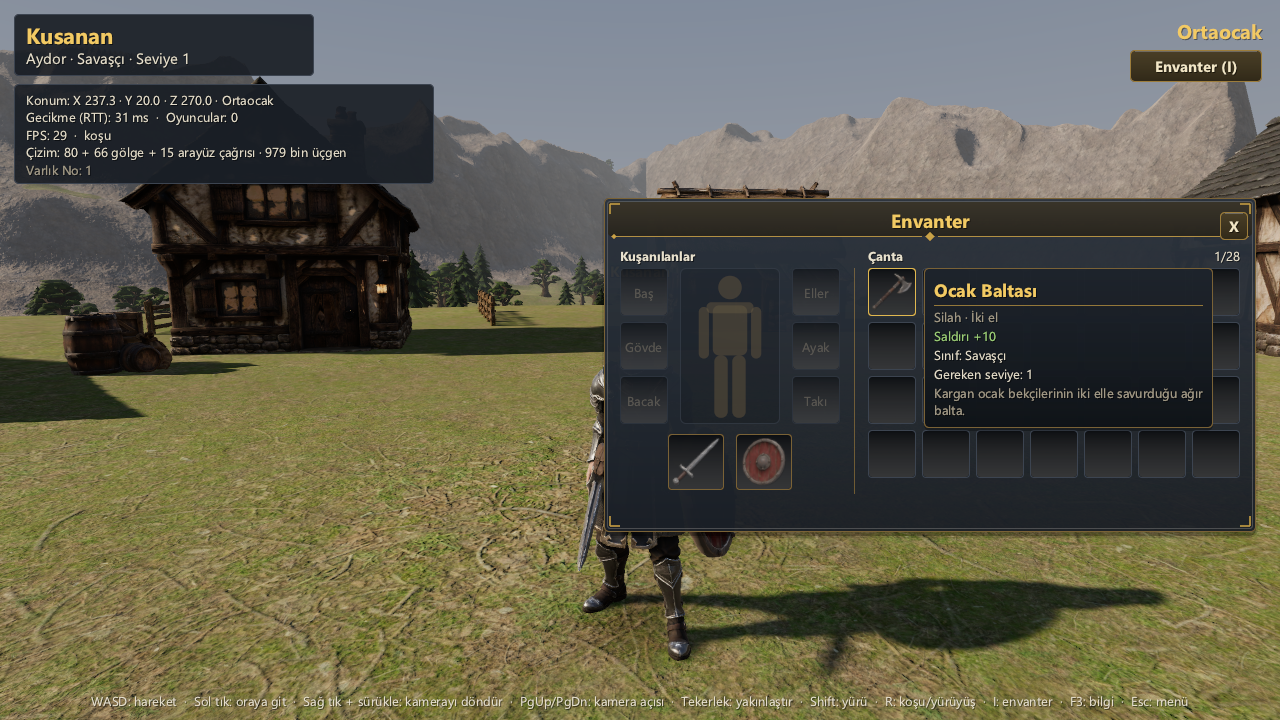 Kusanan
Aydor · Savaşçı · Seviye 1
Konum: X 237.3 · Y 20.0 · Z 270.0 · Ortaocak
Gecikme (RTT): 31 ms · Oyuncular: 0
FPS: 29 · koşu
Çizim: 80 + 66 gölge + 15 arayüz çağrısı · 979 bin üçgen
Varlık No: 1
Ortaocak
Envanter (I)
Envanter
X
Kuşanılanlar
Baş
Eller
Gövde
Ayak
Bacak
Takı
Çanta
1/28
Ocak Baltası
Silah · İki el
Saldırı +10
Sınıf: Savaşçı
Gereken seviye: 1
Kargan ocak bekçilerinin iki elle savurduğu ağır
balta.
WASD: hareket · Sol tık: oraya git · Sağ tık + sürükle: kamerayı döndür · PgUp/PgDn: kamera açısı · Tekerlek: yakınlaştır · Shift: yürü · R: koşu/yürüyüş · I: envanter · F3: bilgi · Esc: menü